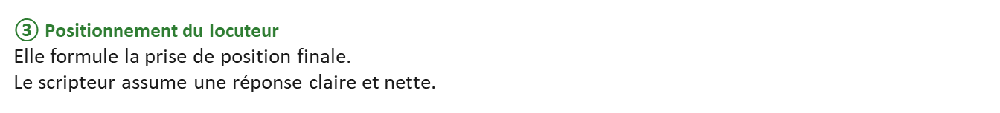 ③ Positionnement du locuteur
Elle formule la prise de position finale.
Le scripteur assume une réponse claire et nette.